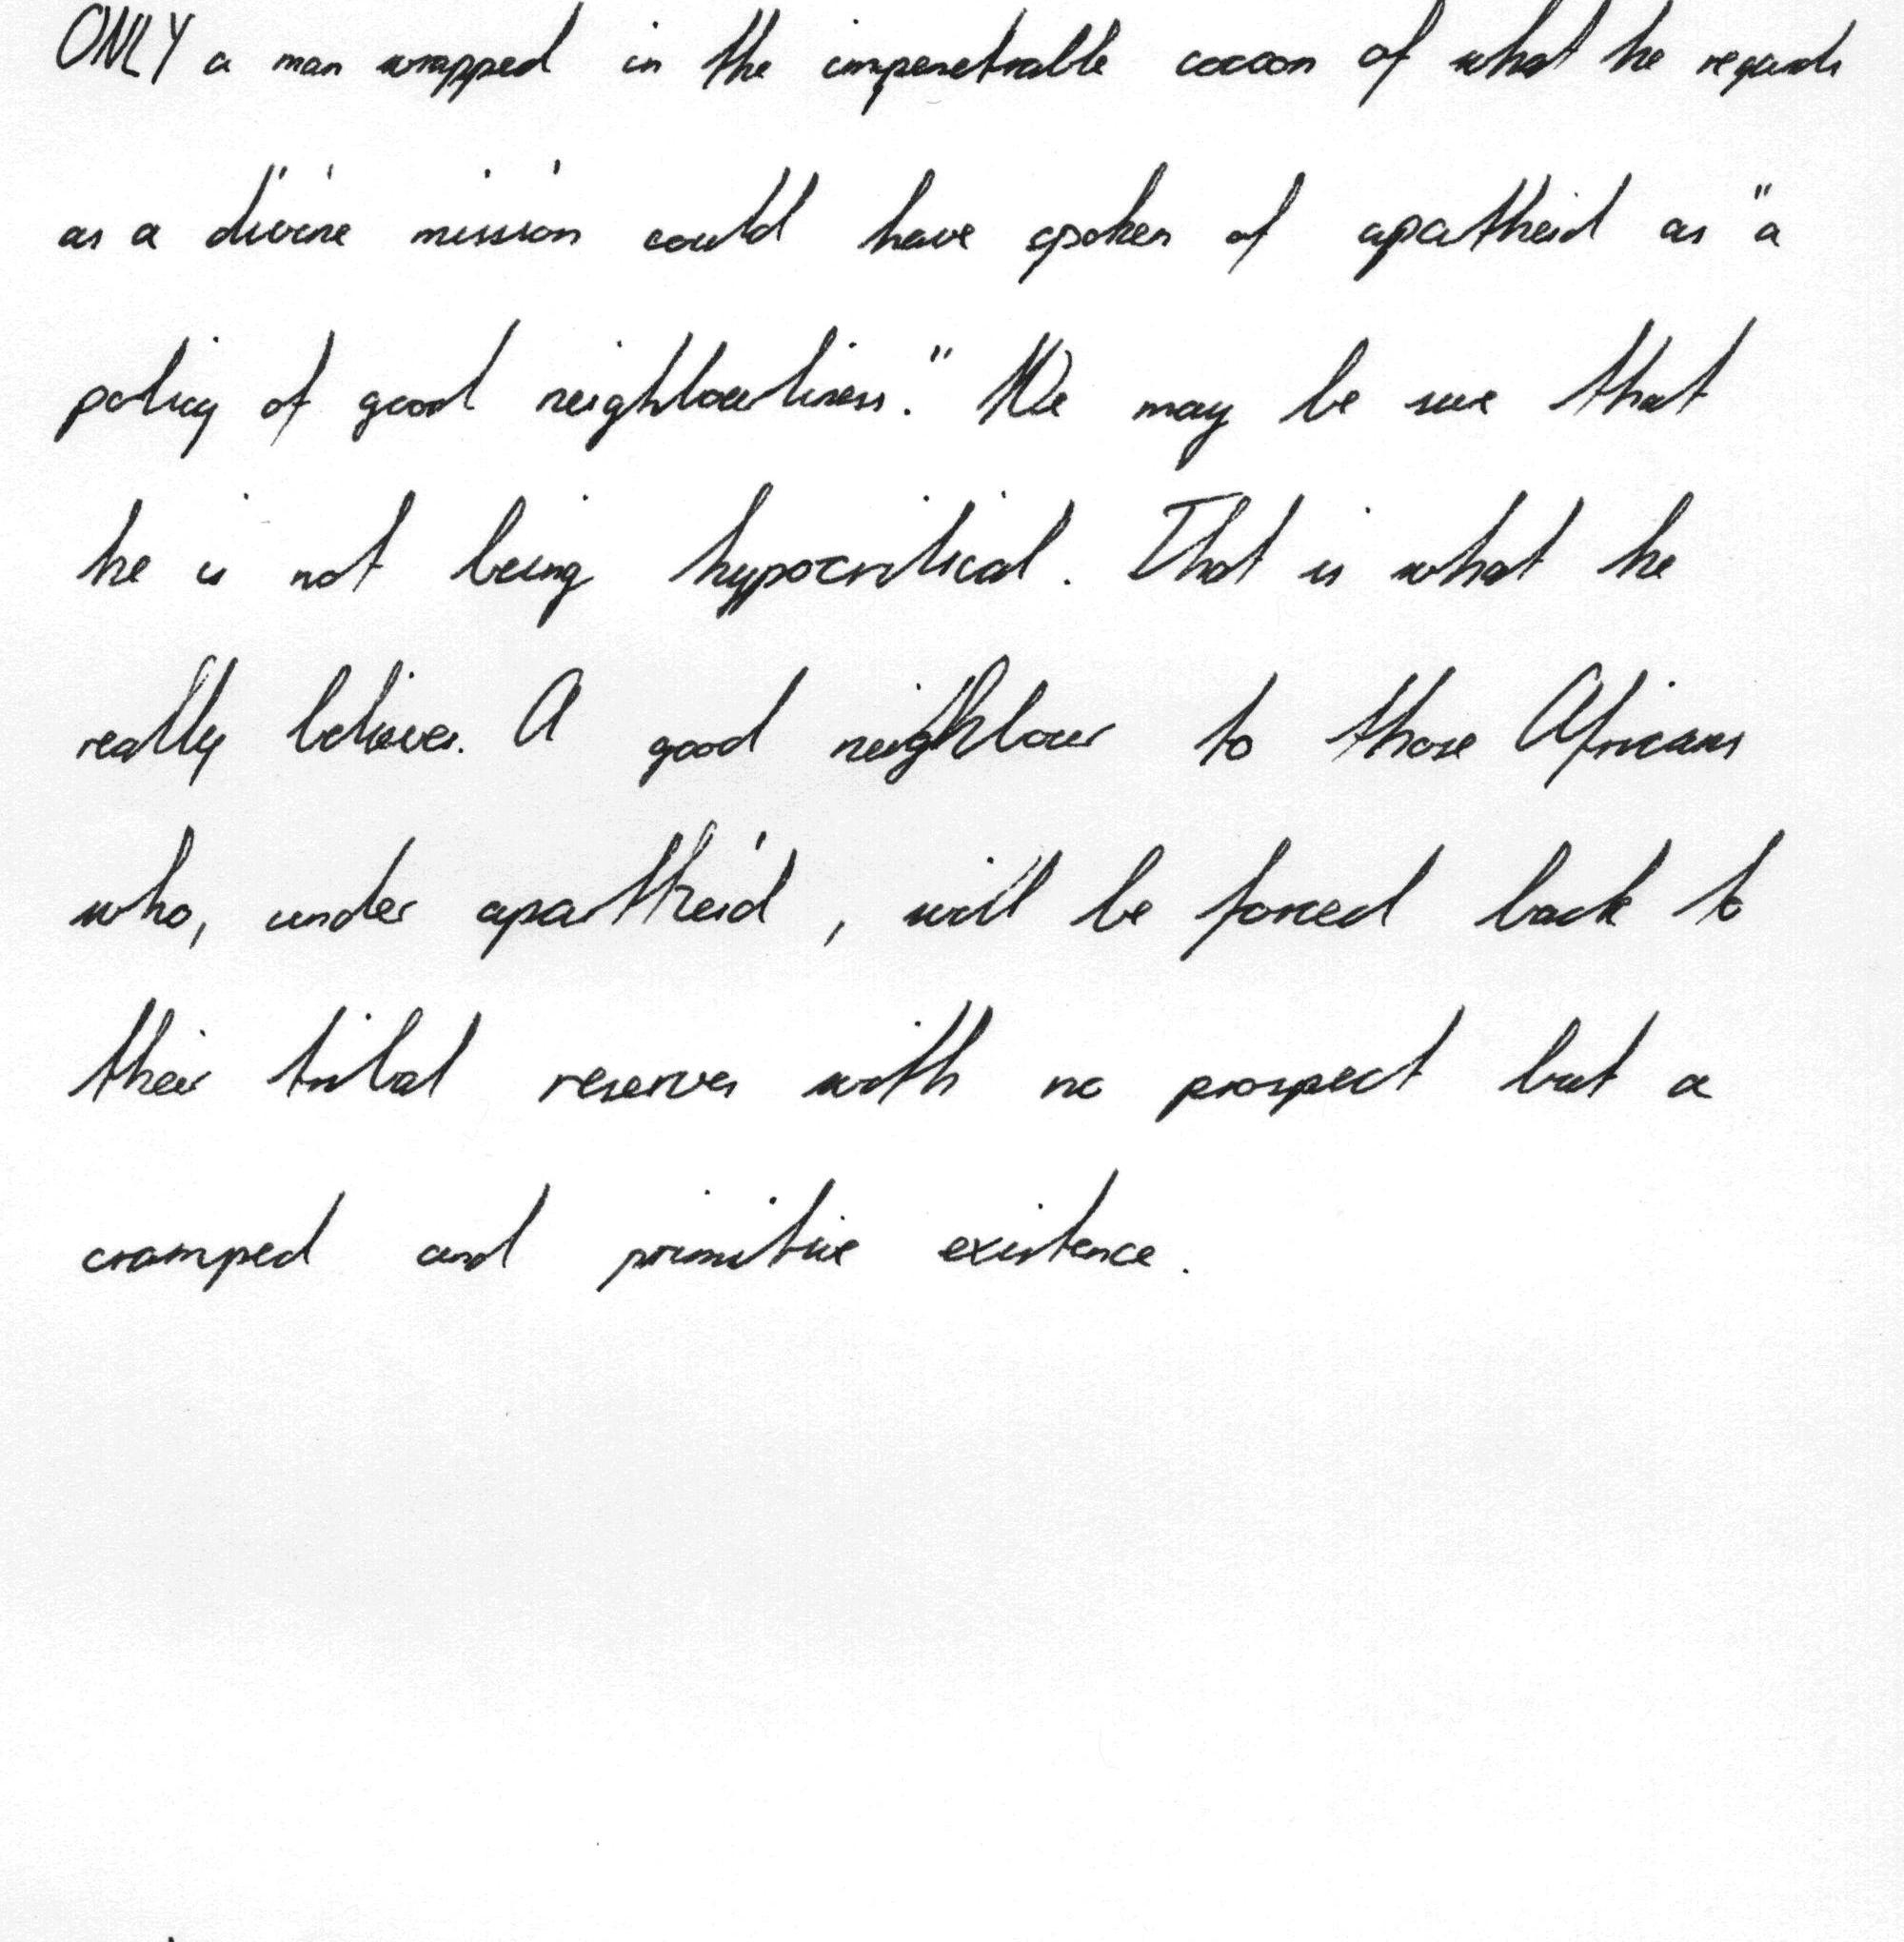 ONLY a man wrapped in the impenetrable cocoon of what he regards
as a divine mission could have spoken of apatheid as "a
policy of good neighbourliness." We may be sure that
he is not being hypocritical. That is what he
really believes. A good neighbour to those Africans
who, under apartheid, will be forced back to
their tribal reserves with no prospect but a
cramped and primitive existence.